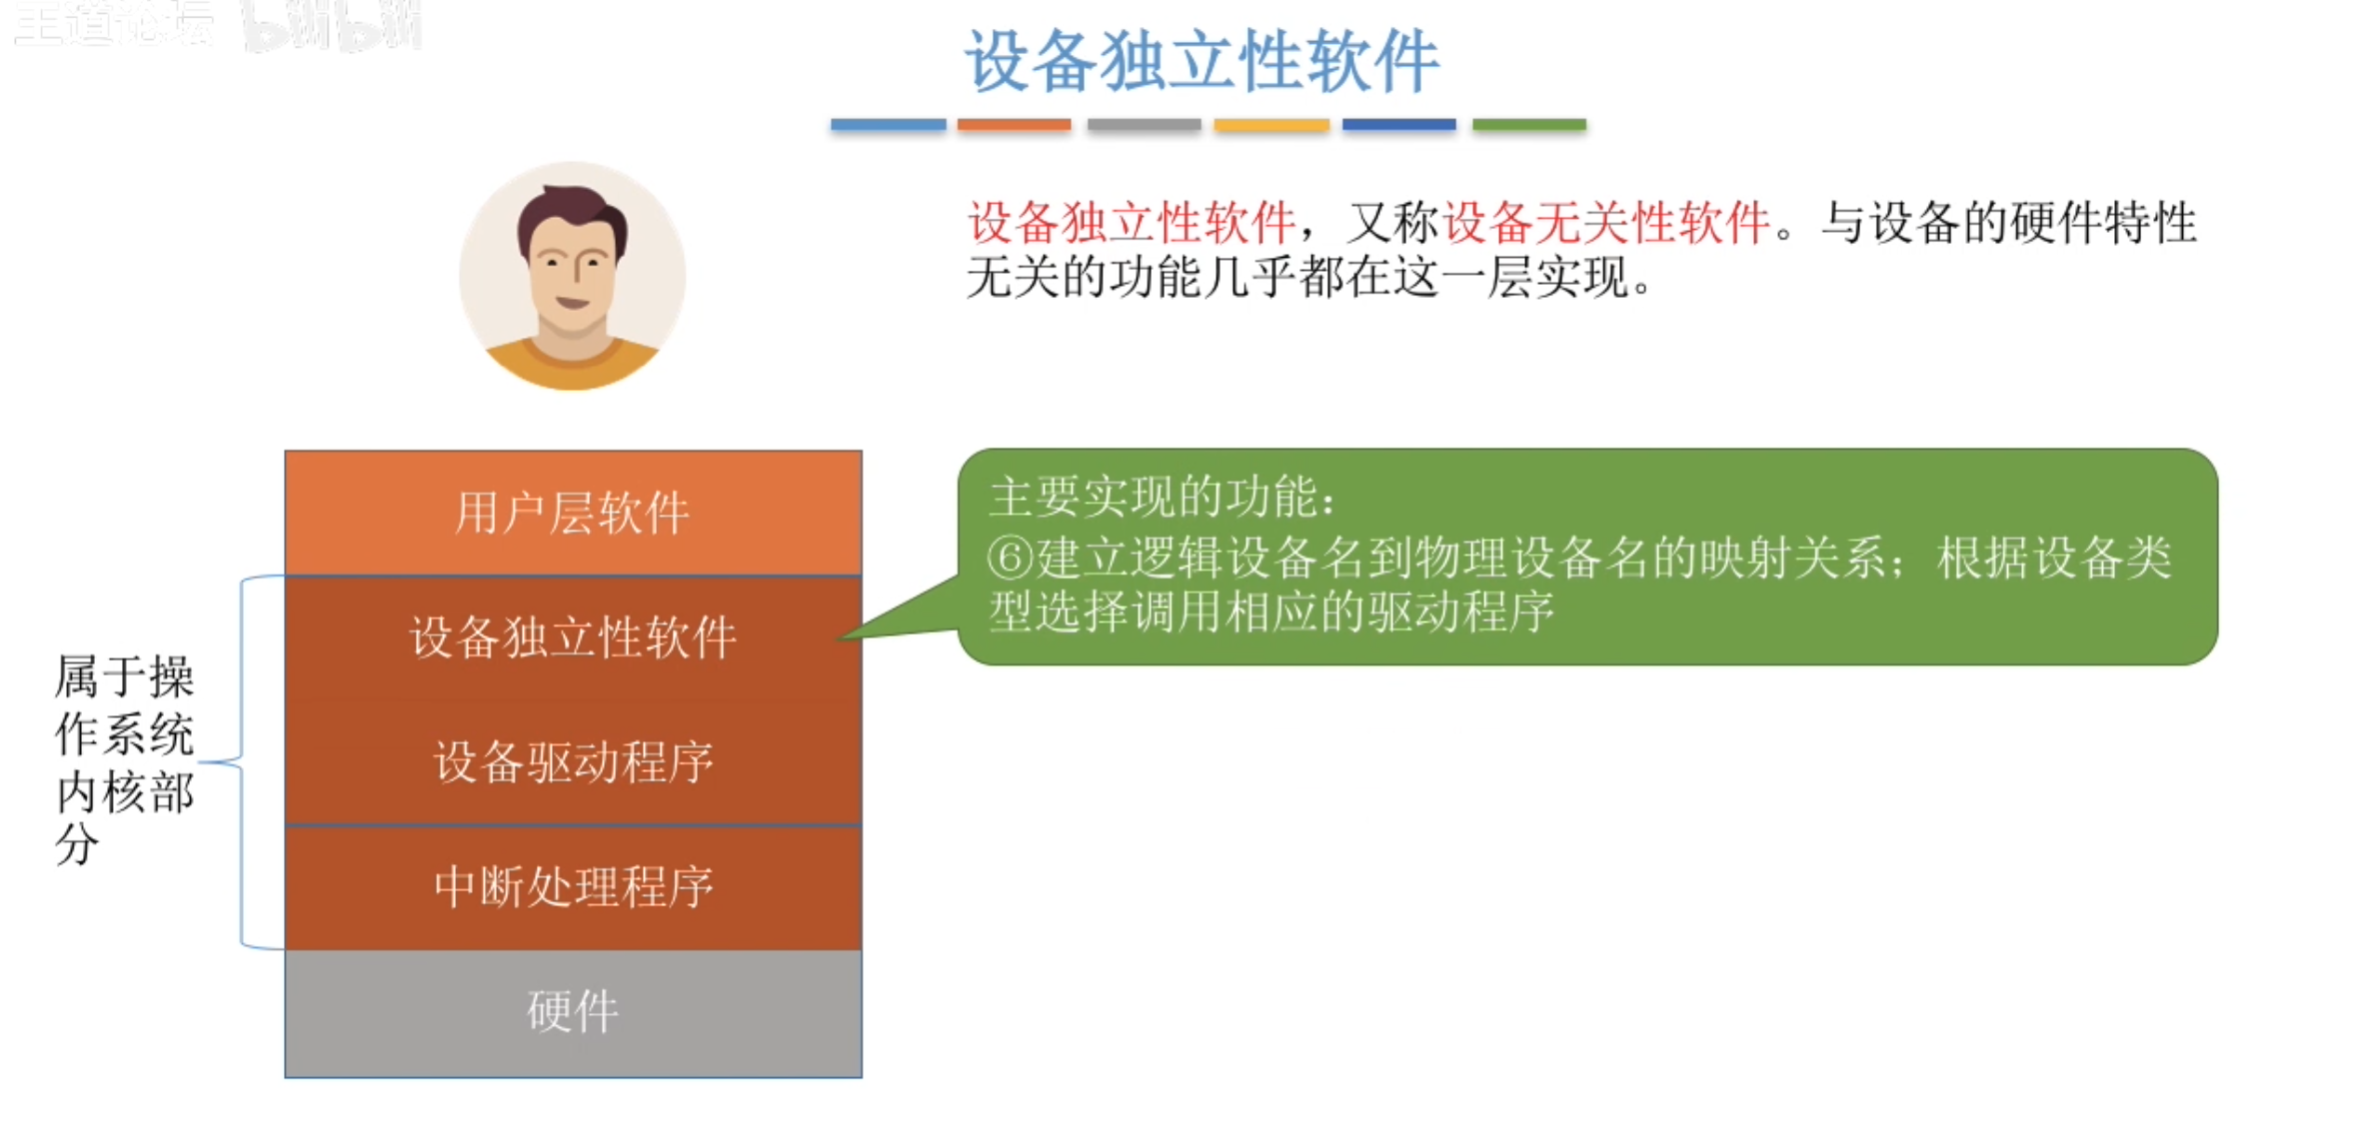 王道论坛 bilibili
设备独立性软件
设备独立性软件，又称设备无关性软件。与设备的硬件特性
无关的功能几乎都在这一层实现。
用户层软件
主要实现的功能：
⑥建立逻辑设备名到物理设备名的映射关系；根据设备类
型选择调用相应的驱动程序
设备独立性软件
属于操
作系统
内核部
分
设备驱动程序
中断处理程序
硬件